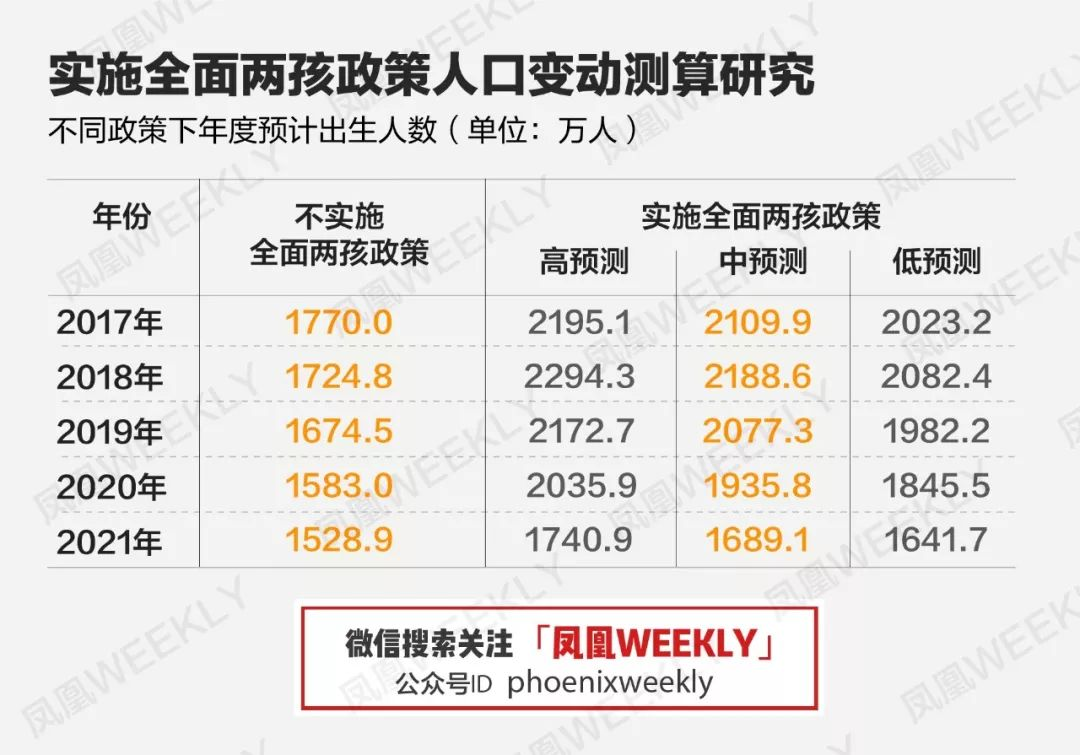 实施全面两孩政策人口变动测算研究
不同政策下年度预计出生人数（单位：万人）
年份 不实施 全面两孩政策 实施全面两孩政策
高预测 中预测 低预测
2017年 1770.0 2195.1 2109.9 2023.2
2018年 1724.8 2294.3 2188.6 2082.4
2019年 1674.5 2172.7 2077.3 1982.2
2020年 1583.0 2035.9 1935.8 1845.5
2021年 1528.9 1740.9 1689.1 1641.7
微信搜索关注「凤凰WEEKLY」
公众号ID phoenixweekly
凤凰WEEKLY